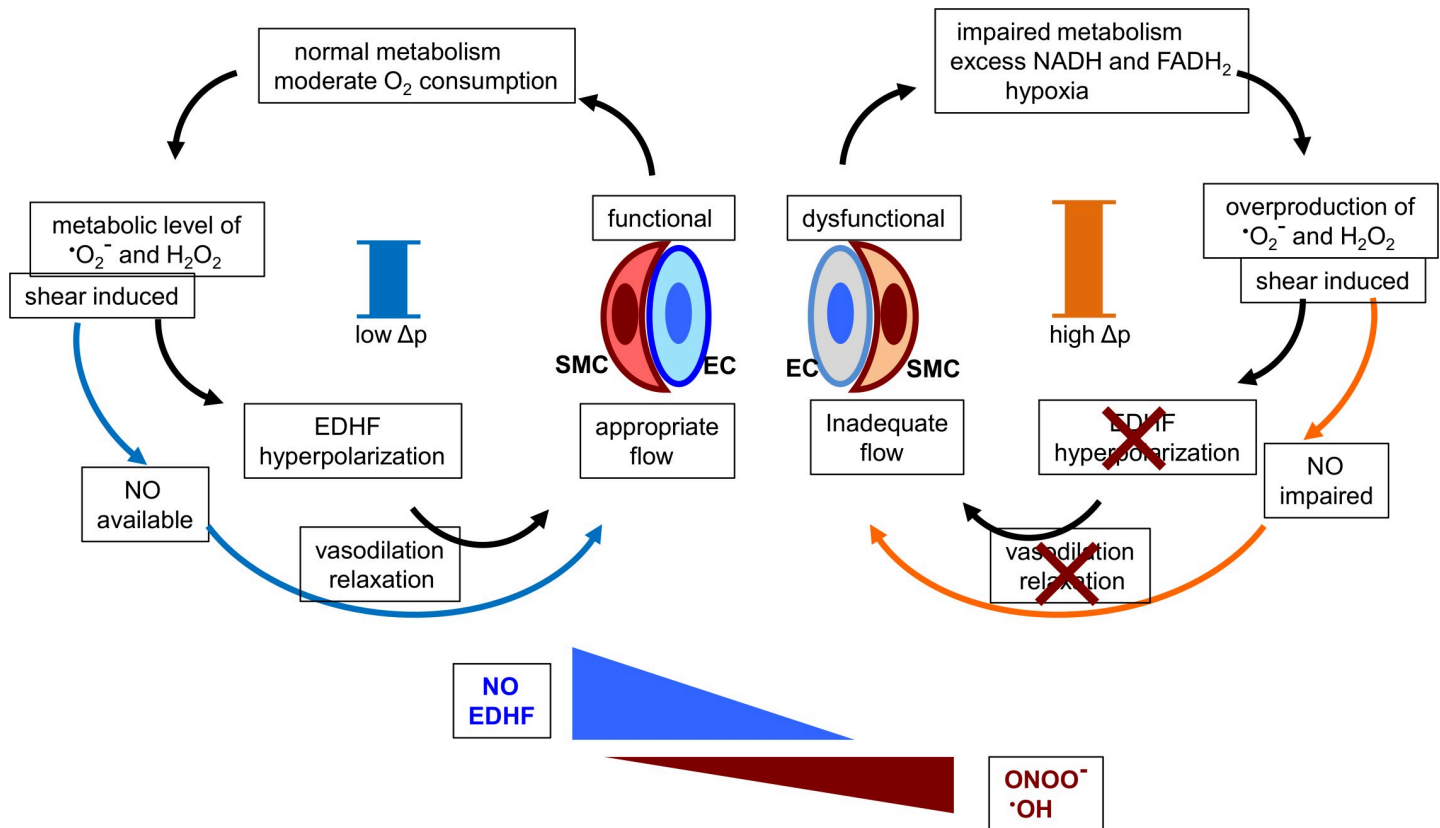 normal metabolism
moderate O₂ consumption
metabolic level of
•O₂⁻ and H₂O₂
shear induced
low Δp
functional
SMC
EC
EDHF
hyperpolarization
appropriate
flow
NO
available
vasodilation
relaxation
impaired metabolism
excess NADH and FADH₂
hypoxia
dysfunctional
overproduction of
•O₂⁻ and H₂O₂
shear induced
high Δp
EC
SMC
Inadequate
flow
EDHF
hyperpolarization
NO
impaired
vasodilation
relaxation
NO
EDHF
ONOO⁻
•OH